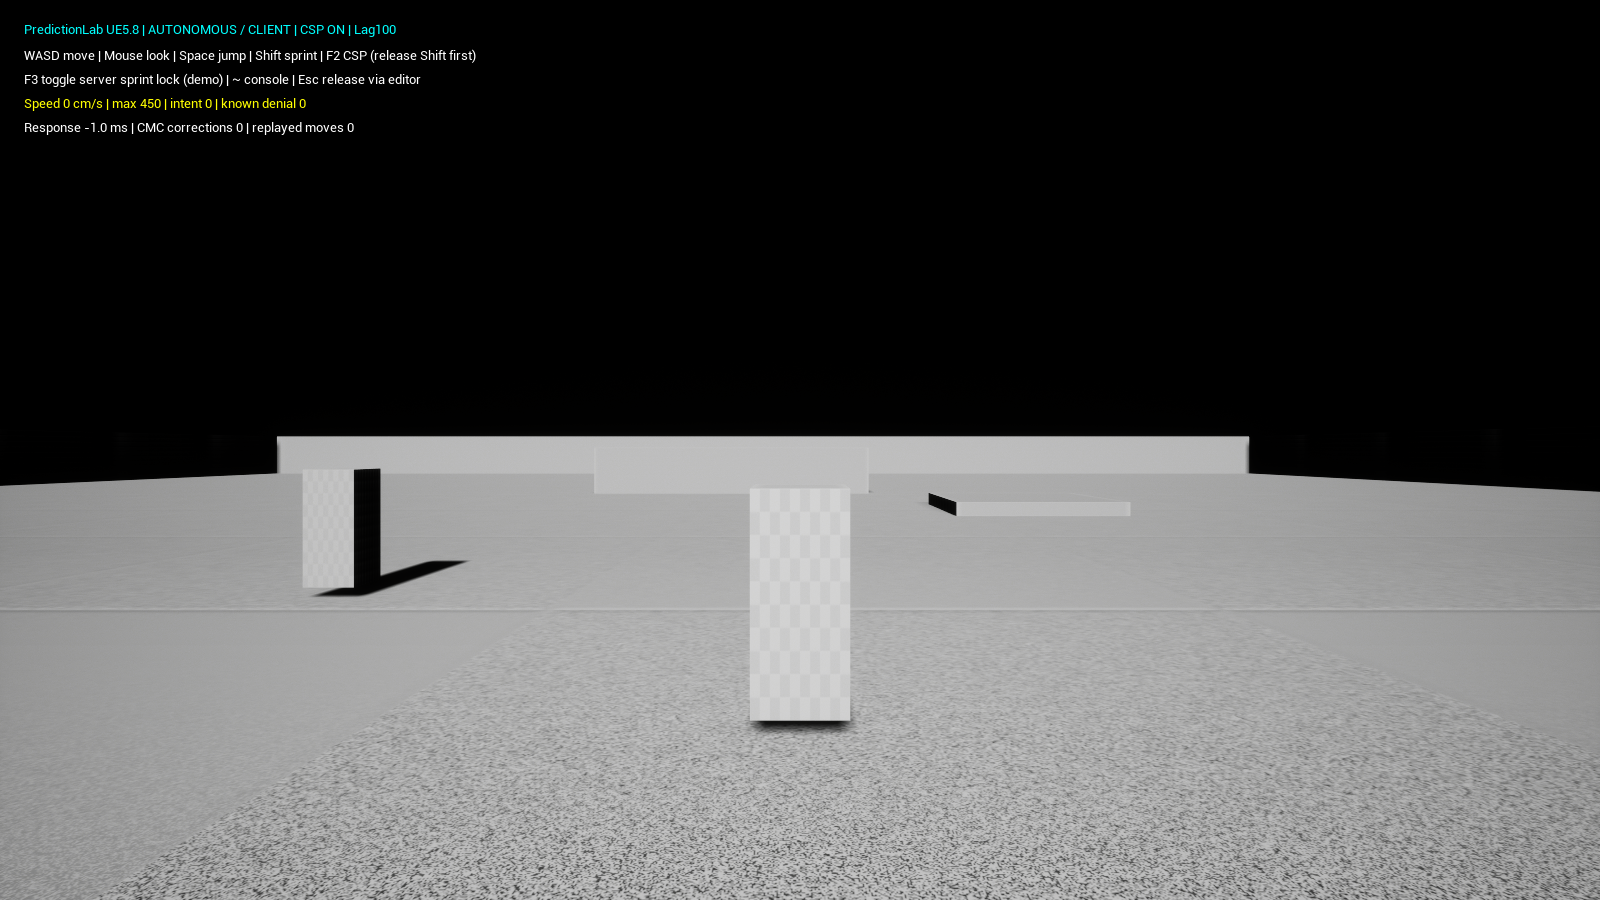 PredictionLab UE5.8 | AUTONOMOUS / CLIENT | CSP ON | Lag100
WASD move | Mouse look | Space jump | Shift sprint | F2 CSP (release Shift first)
F3 toggle server sprint lock (demo) | ~ console | Esc release via editor
Speed 0 cm/s | max 450 | intent 0 | known denial 0
Response -1.0 ms | CMC corrections 0 | replayed moves 0